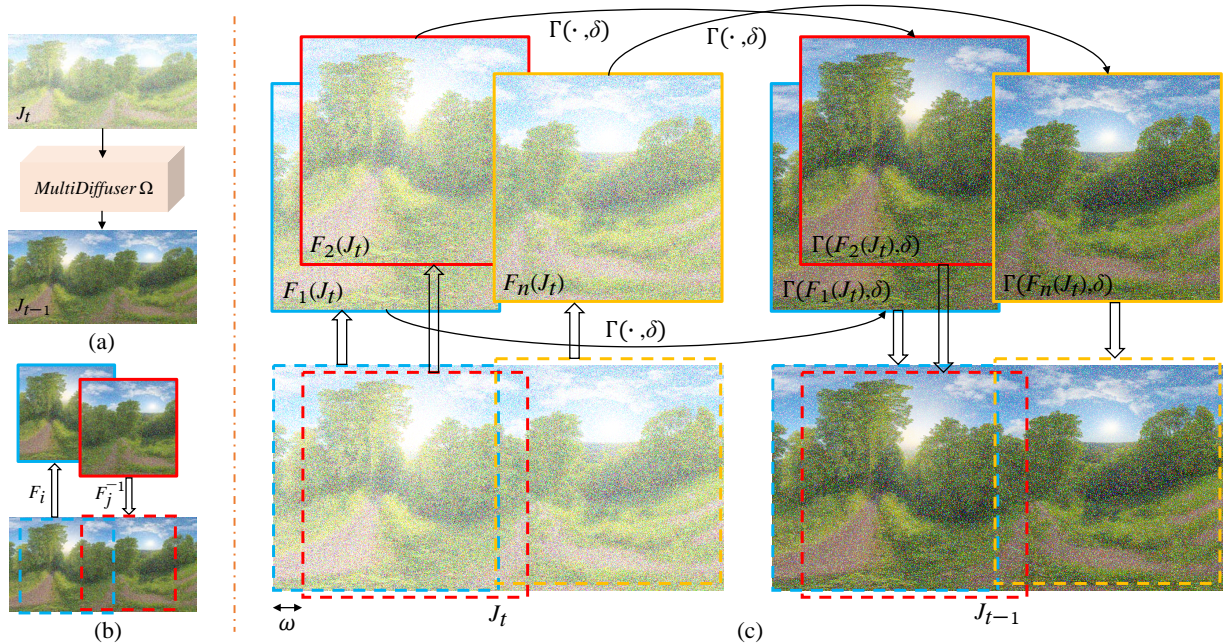 J_t
MultiDiffuser Ω
J_{t−1}
(a)
F_i
F_j^{−1}
(b)
Γ(· ,δ)
Γ(· ,δ)
F_2(J_t)
F_1(J_t)
F_n(J_t)
Γ(F_2(J_t),δ)
Γ(F_1(J_t),δ)
Γ(F_n(J_t),δ)
Γ(· ,δ)
ω
J_t
J_{t−1}
(c)